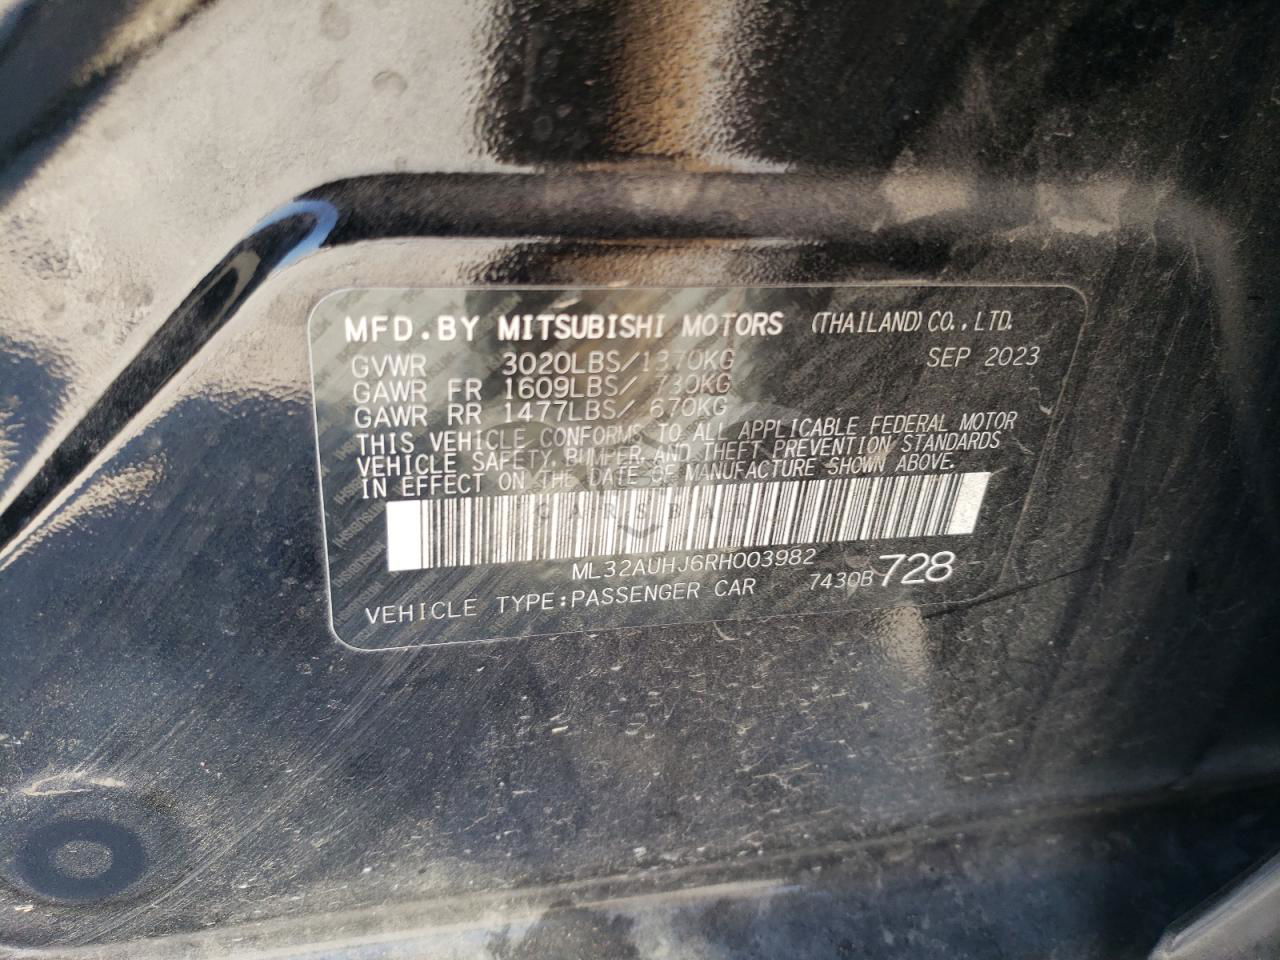 MFD.BY MITSUBISHI MOTORS (THAILAND)CO.,LTD.
GVWR 3020LBS/1370KG SEP 2023
GAWR FR 1609LBS/ 730KG
GAWR RR 1477LBS/ 670KG
THIS VEHICLE CONFORMS TO ALL APPLICABLE FEDERAL MOTOR
VEHICLE SAFETY, BUMPER, AND THEFT PREVENTION STANDARDS
IN EFFECT ON THE DATE OF MANUFACTURE SHOWN ABOVE.
ML32AUHJ6RH003982
VEHICLE TYPE:PASSENGER CAR 7430B 728